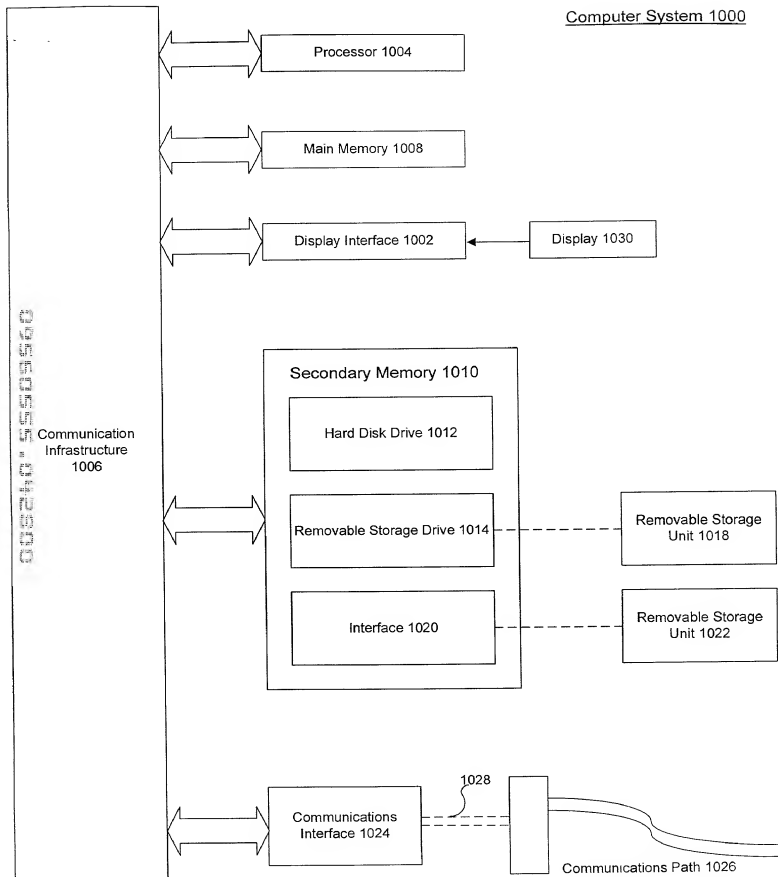 Computer System 1000
Processor 1004
Main Memory 1008
Display Interface 1002
Display 1030
Secondary Memory 1010
Hard Disk Drive 1012
Communication
Infrastructure
1006
Removable Storage Drive 1014
Removable Storage
Unit 1018
Interface 1020
Removable Storage
Unit 1022
1028
Communications
Interface 1024
Communications Path 1026